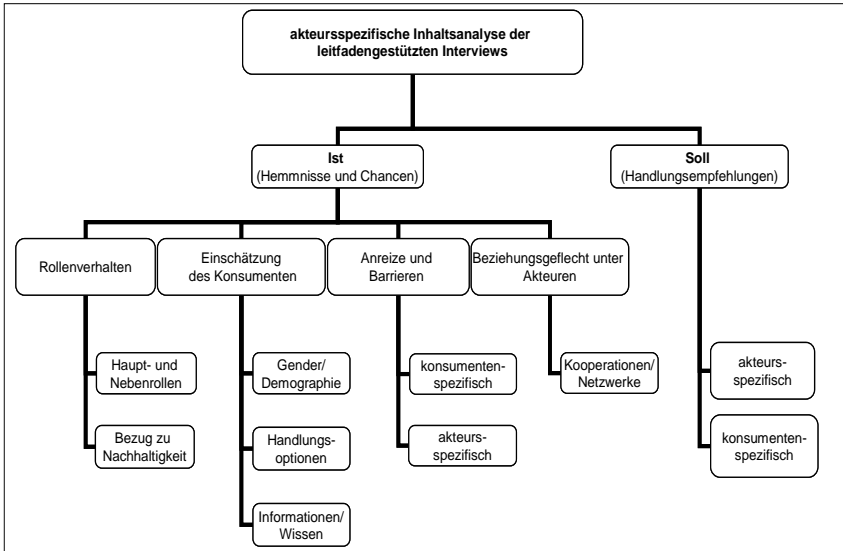 akteursspezifische Inhaltsanalyse der
leitfadengestützten Interviews
Ist
(Hemmnisse und Chancen)
Soll
(Handlungsempfehlungen)
Rollenverhalten
Einschätzung
des Konsumenten
Anreize und
Barrieren
Beziehungsgeflecht unter
Akteuren
Haupt- und
Nebenrollen
Bezug zu
Nachhaltigkeit
Gender/
Demographie
Handlungs-
optionen
Informationen/
Wissen
konsumenten-
spezifisch
akteurs-
spezifisch
Kooperationen/
Netzwerke
akteurs-
spezifisch
konsumenten-
spezifisch